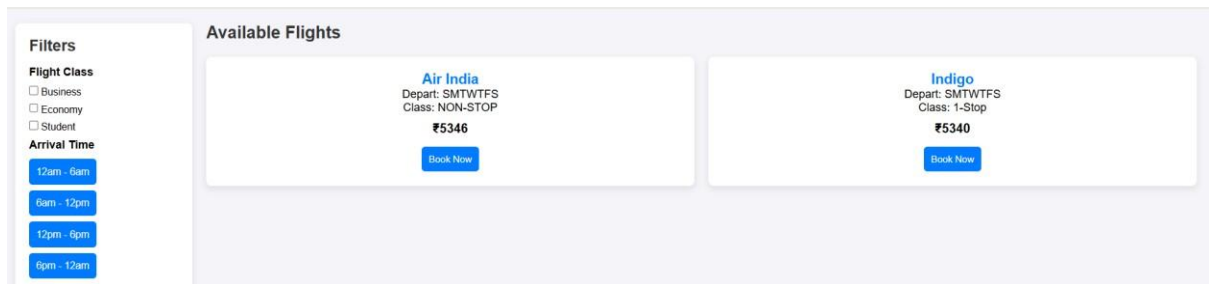 Filters
Flight Class
Business
Economy
Student
Arrival Time
12am - 6am
6am - 12pm
12pm - 6pm
6pm - 12am
Available Flights
Air India
Depart: SMTWTFS
Class: NON-STOP
₹5346
Book Now
Indigo
Depart: SMTWTFS
Class: 1-Stop
₹5340
Book Now